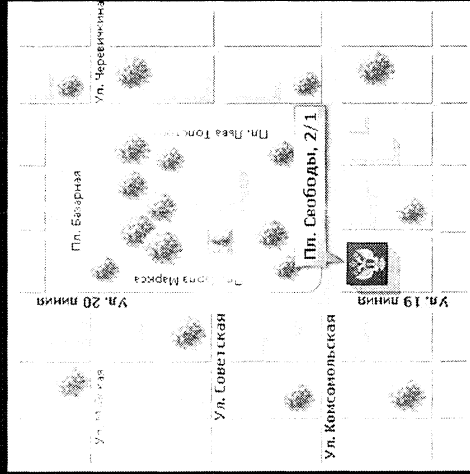 Ул. Черевичкина
Пл. Льва Толстого
Пл. Базарная
Пл. Свободы, 2/1
Пл. Карла Маркса
Ул. 20 линия
Ул. 19 линия
Ул. Советская
Ул. Комсомольская
Ул.